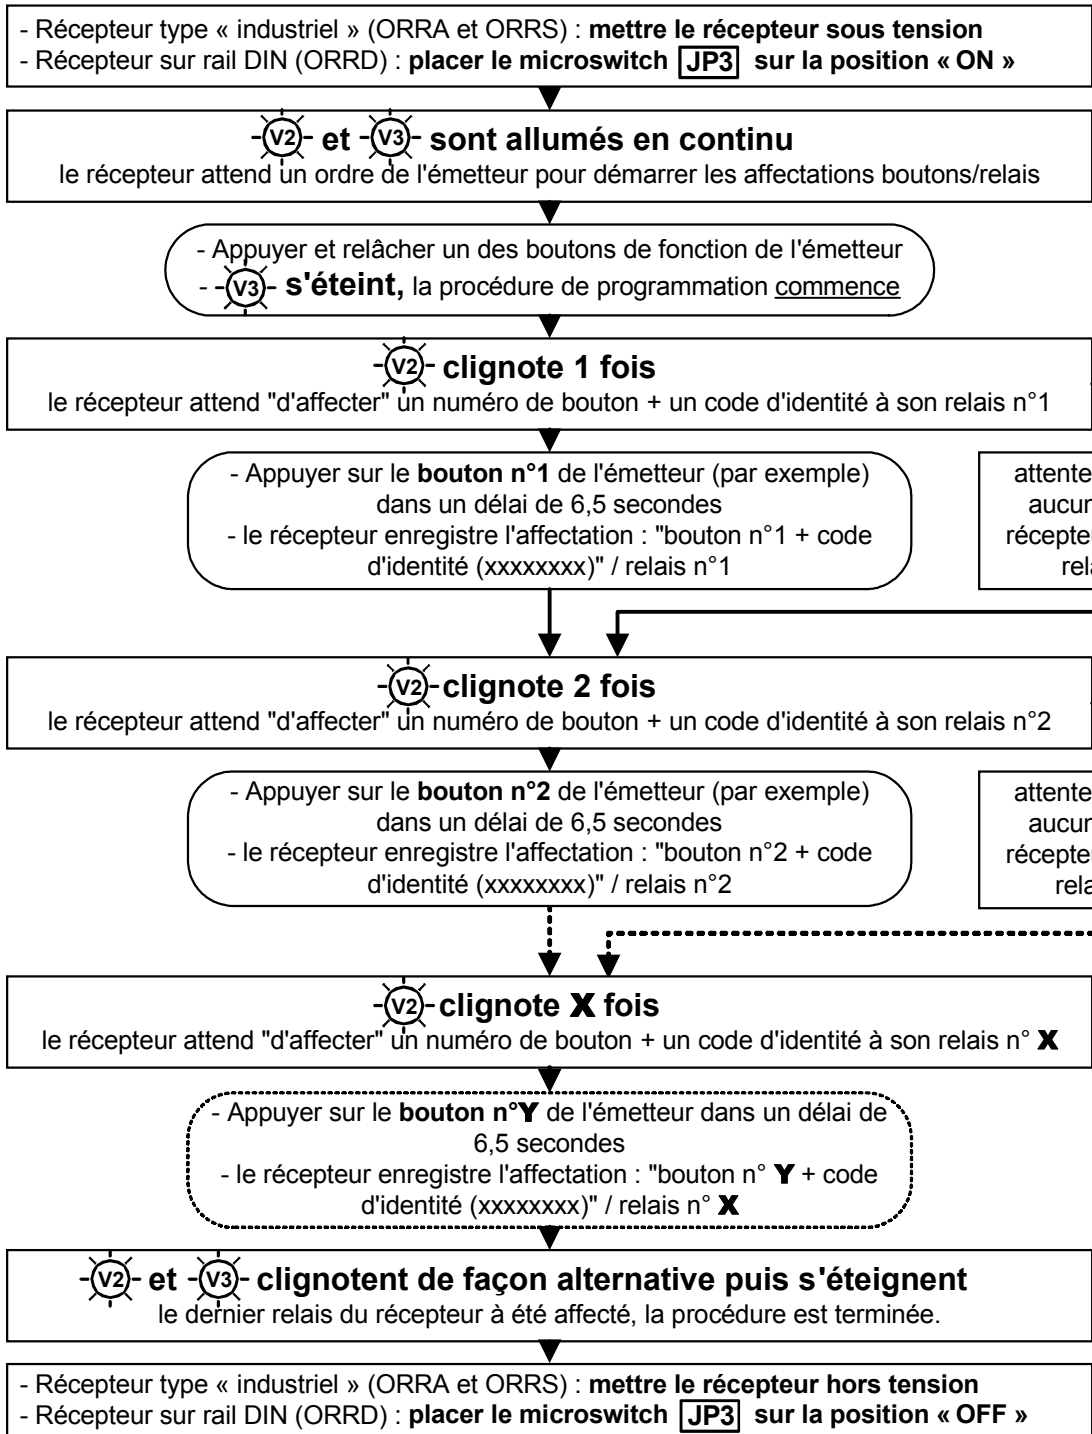 - Récepteur type « industriel » (ORRA et ORRS) : mettre le récepteur sous tension
- Récepteur sur rail DIN (ORRD) : placer le microswitch JP3 sur la position « ON »
V2 et V3 sont allumés en continu
le récepteur attend un ordre de l'émetteur pour démarrer les affectations boutons/relais
- Appuyer et relâcher un des boutons de fonction de l'émetteur
- V3 s'éteint, la procédure de programmation commence
V2 clignote 1 fois
le récepteur attend "d'affecter" un numéro de bouton + un code d'identité à son relais n°1
- Appuyer sur le bouton n°1 de l'émetteur (par exemple)
dans un délai de 6,5 secondes
- le récepteur enregistre l'affectation : "bouton n°1 + code
d'identité (xxxxxxxx)" / relais n°1
attente
aucun
récepte
rel
V2 clignote 2 fois
le récepteur attend "d'affecter" un numéro de bouton + un code d'identité à son relais n°2
- Appuyer sur le bouton n°2 de l'émetteur (par exemple)
dans un délai de 6,5 secondes
- le récepteur enregistre l'affectation : "bouton n°2 + code
d'identité (xxxxxxxx)" / relais n°2
attente
aucun
récepte
rela
V2 clignote X fois
le récepteur attend "d'affecter" un numéro de bouton + un code d'identité à son relais n° X
- Appuyer sur le bouton n°Y de l'émetteur dans un délai de
6,5 secondes
- le récepteur enregistre l'affectation : "bouton n° Y + code
d'identité (xxxxxxxx)" / relais n° X
V2 et V3 clignotent de façon alternative puis s'éteignent
le dernier relais du récepteur à été affecté, la procédure est terminée.
- Récepteur type « industriel » (ORRA et ORRS) : mettre le récepteur hors tension
- Récepteur sur rail DIN (ORRD) : placer le microswitch JP3 sur la position « OFF »